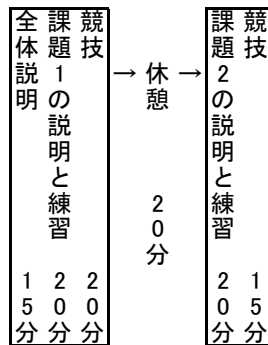 全体説明 15分
課題1の説明と練習 20分
競技 20分
→
休憩 20分
→
課題2の説明と練習 20分
競技 15分